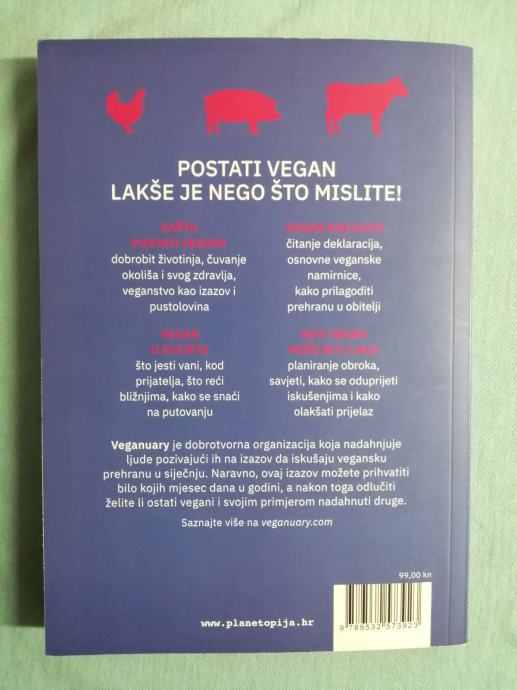 POSTATI VEGAN
LAKŠE JE NEGO ŠTO MISLITE!
ZAŠTO
POSTATI VEGAN?
dobrobit životinja, čuvanje
okoliša i svog zdravlja,
veganstvo kao izazov i
pustolovina
VEGAN KOD KUĆE
čitanje deklaracija,
osnovne veganske
namirnice,
kako prilagoditi
prehranu u obitelji
VEGAN
U SVIJETU
što jesti vani, kod
prijatelja, što reći
bližnjima, kako se snaći
na putovanju
BITI VEGAN
MOŽE BITI LAKO
planiranje obroka,
savjeti, kako se oduprijeti
iskušenjima i kako
olakšati prijelaz
Veganuary je dobrotvorna organizacija koja nadahnjuje
ljude pozivajući ih na izazov da iskušaju vegansku
prehranu u siječnju. Naravno, ovaj izazov možete prihvatiti
bilo kojih mjesec dana u godini, a nakon toga odlučiti
želite li ostati vegani i svojim primjerom nadahnuti druge.
Saznajte više na veganuary.com
99,00 kn
www.planetopija.hr
9 789532 573923